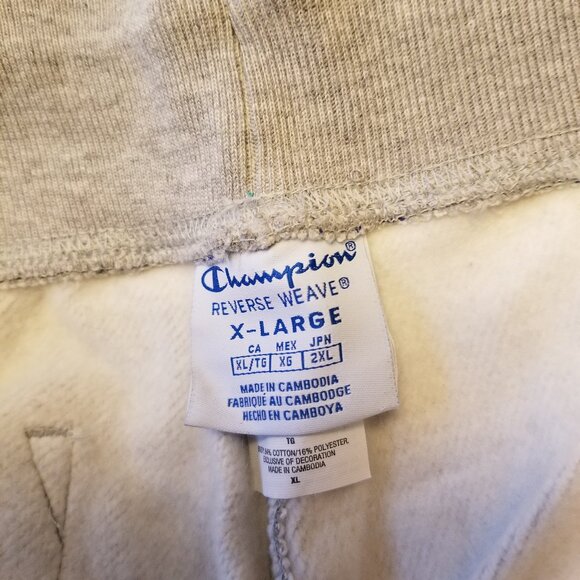 Champion®
REVERSE WEAVE®
X-LARGE
CA MEX JPN
XL/TG XG 2XL
MADE IN CAMBODIA
FABRIQUÉ AU CAMBODGE
HECHO EN CAMBOYA
TG
COTTON/16% POLYESTER
EXCLUSIVE OF DECORATION
MADE IN CAMBODIA
XL